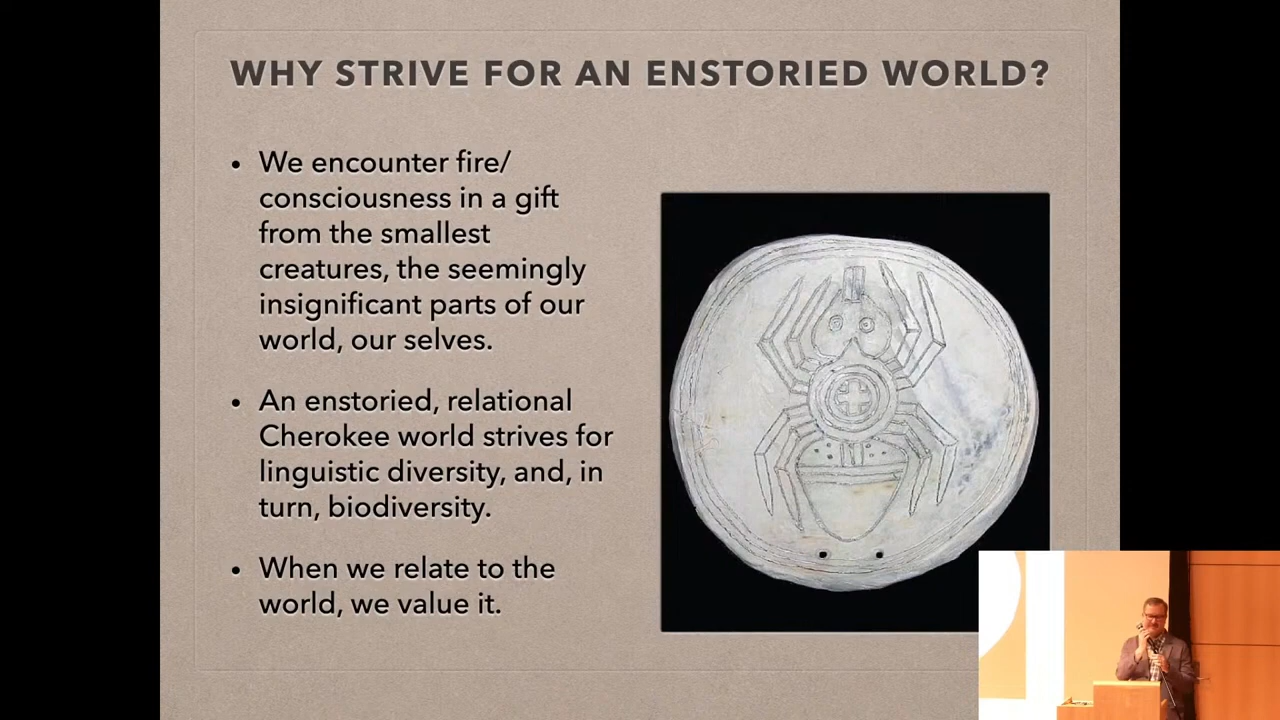 WHY STRIVE FOR AN ENSTORIED WORLD?
• We encounter fire/
consciousness in a gift
from the smallest
creatures, the seemingly
insignificant parts of our
world, our selves.
• An enstoried, relational
Cherokee world strives for
linguistic diversity, and, in
turn, biodiversity.
• When we relate to the
world, we value it.